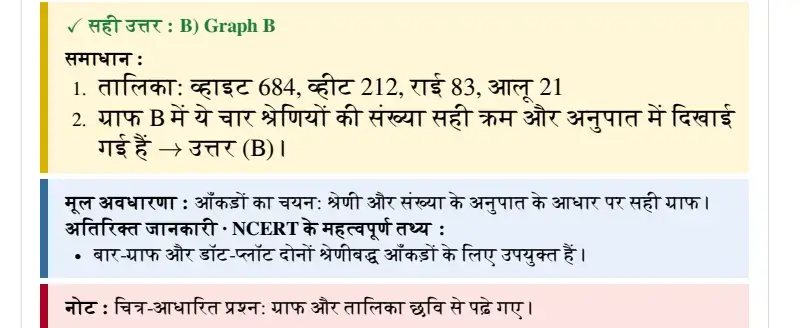 ✓ सही उत्तर : B) Graph B
समाधान :
1. तालिका: व्हाइट 684, व्हीट 212, राई 83, आलू 21
2. ग्राफ B में ये चार श्रेणियों की संख्या सही क्रम और अनुपात में दिखाई
गई हैं → उत्तर (B)।
मूल अवधारणा : आँकड़ों का चयन: श्रेणी और संख्या के अनुपात के आधार पर सही ग्राफ।
अतिरिक्त जानकारी · NCERT के महत्वपूर्ण तथ्य :
• बार-ग्राफ और डॉट-प्लॉट दोनों श्रेणीबद्ध आँकड़ों के लिए उपयुक्त हैं।
नोट : चित्र-आधारित प्रश्न: ग्राफ और तालिका छवि से पढ़े गए।